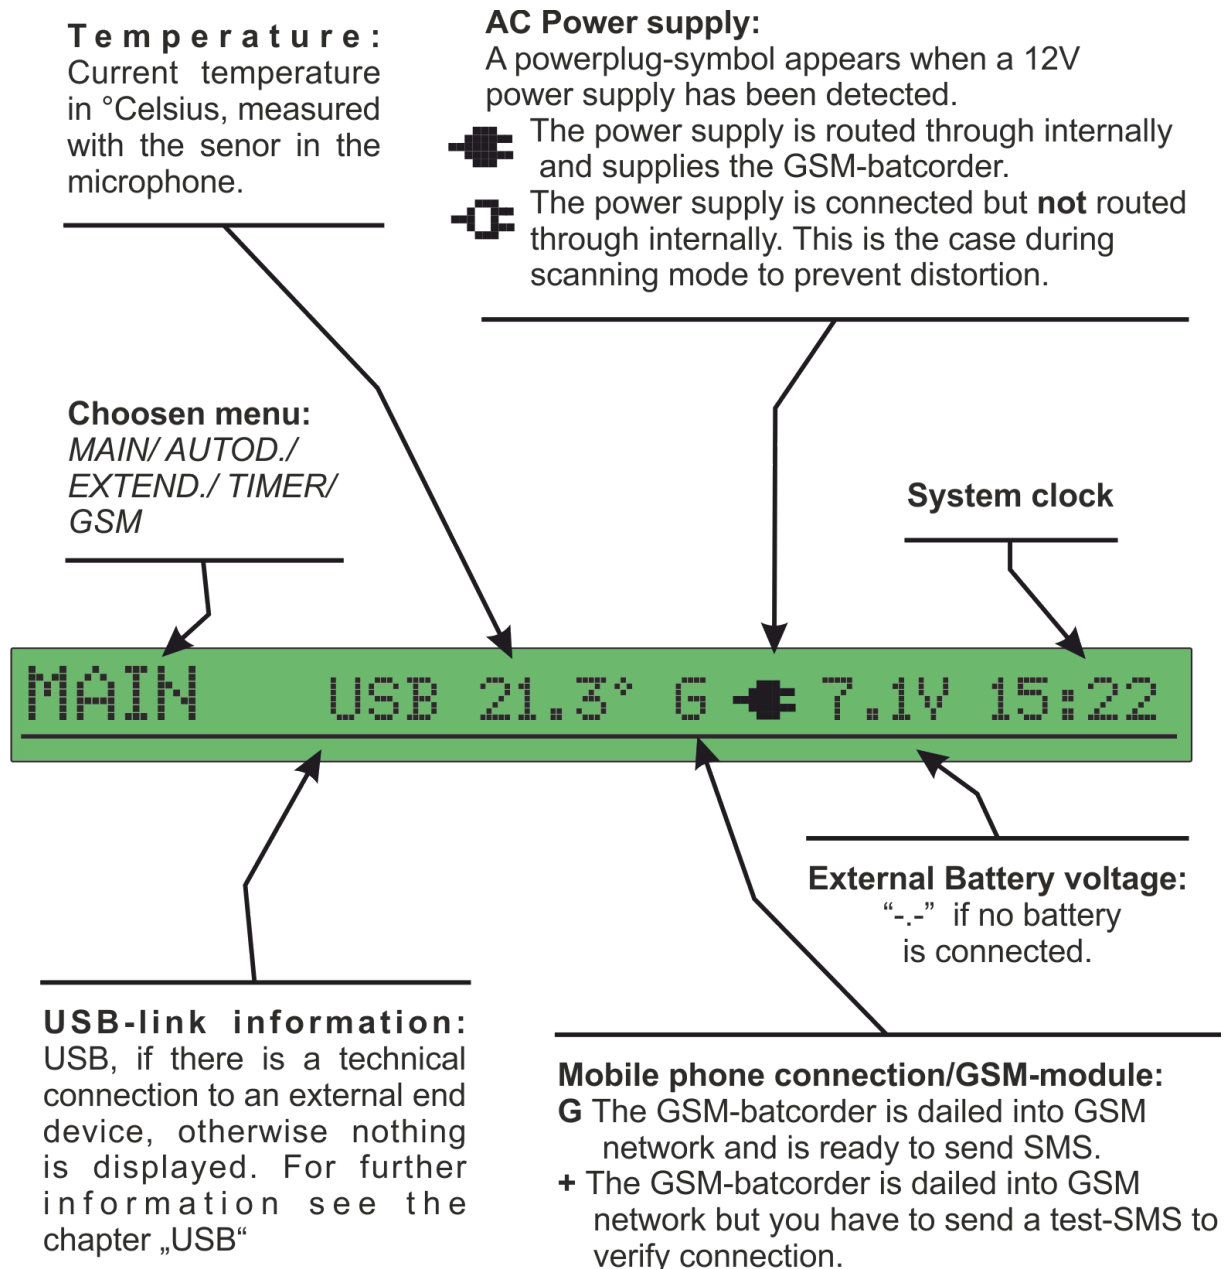 Temperature:
Current temperature
in °Celsius, measured
with the senor in the
microphone.
AC Power supply:
A powerplug-symbol appears when a 12V
power supply has been detected.
The power supply is routed through internally
and supplies the GSM-batcorder.
The power supply is connected but not routed
through internally. This is the case during
scanning mode to prevent distortion.
Choosen menu:
MAIN/ AUTOD./
EXTEND./ TIMER/
GSM
System clock
MAIN USB 21.3° G 7.1V 15:22
External Battery voltage:
“-.-” if no battery
is connected.
USB-link information:
USB, if there is a technical
connection to an external end
device, otherwise nothing
is displayed. For further
information see the
chapter „USB“
Mobile phone connection/GSM-module:
G The GSM-batcorder is dailed into GSM
network and is ready to send SMS.
+ The GSM-batcorder is dailed into GSM
network but you have to send a test-SMS to
verify connection.